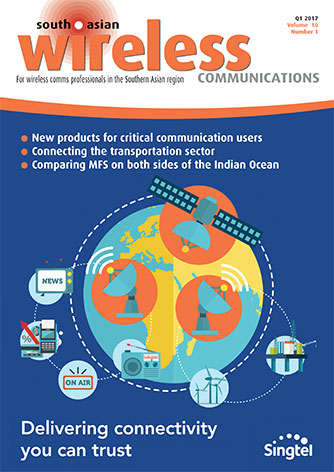 south asian
wireless
COMMUNICATIONS
For wireless comms professionals in the Southern Asian region
Q1 2017
Volume 10
Number 1
New products for critical communication users
Connecting the transportation sector
Comparing MFS on both sides of the Indian Ocean
NEWS
%
ON AIR
Delivering connectivity
you can trust
Singtel